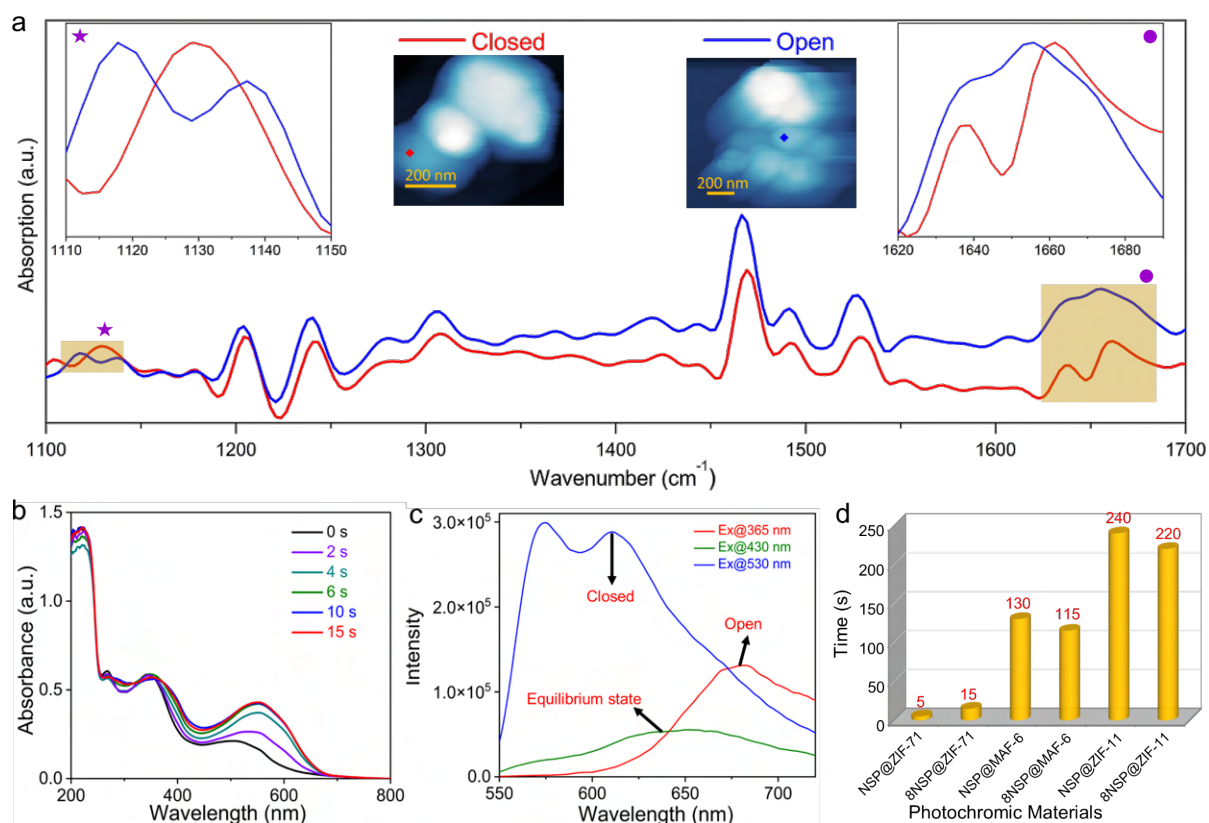 a
Closed
Open
200 nm
200 nm
1110 1120 1130 1140 1150
1620 1640 1660 1680
Absorption (a.u.)
1100 1200 1300 1400 1500 1600 1700
Wavenumber (cm⁻¹)
b
1.5
1.0
0.5
0.0
Absorbance (a.u.)
0 s
2 s
4 s
6 s
10 s
15 s
200 400 600 800
Wavelength (nm)
c
3.0×10⁵
2.0×10⁵
1.0×10⁵
0.0
Intensity
Ex@365 nm
Ex@430 nm
Ex@530 nm
Closed
Open
Equilibrium state
550 600 650 700
Wavelength (nm)
d
250
200
150
100
50
0
Time (s)
5
15
130
115
240
220
NSP@ZIF-71
8NSP@ZIF-71
NSP@MAF-6
8NSP@MAF-6
NSP@ZIF-11
8NSP@ZIF-11
Photochromic Materials